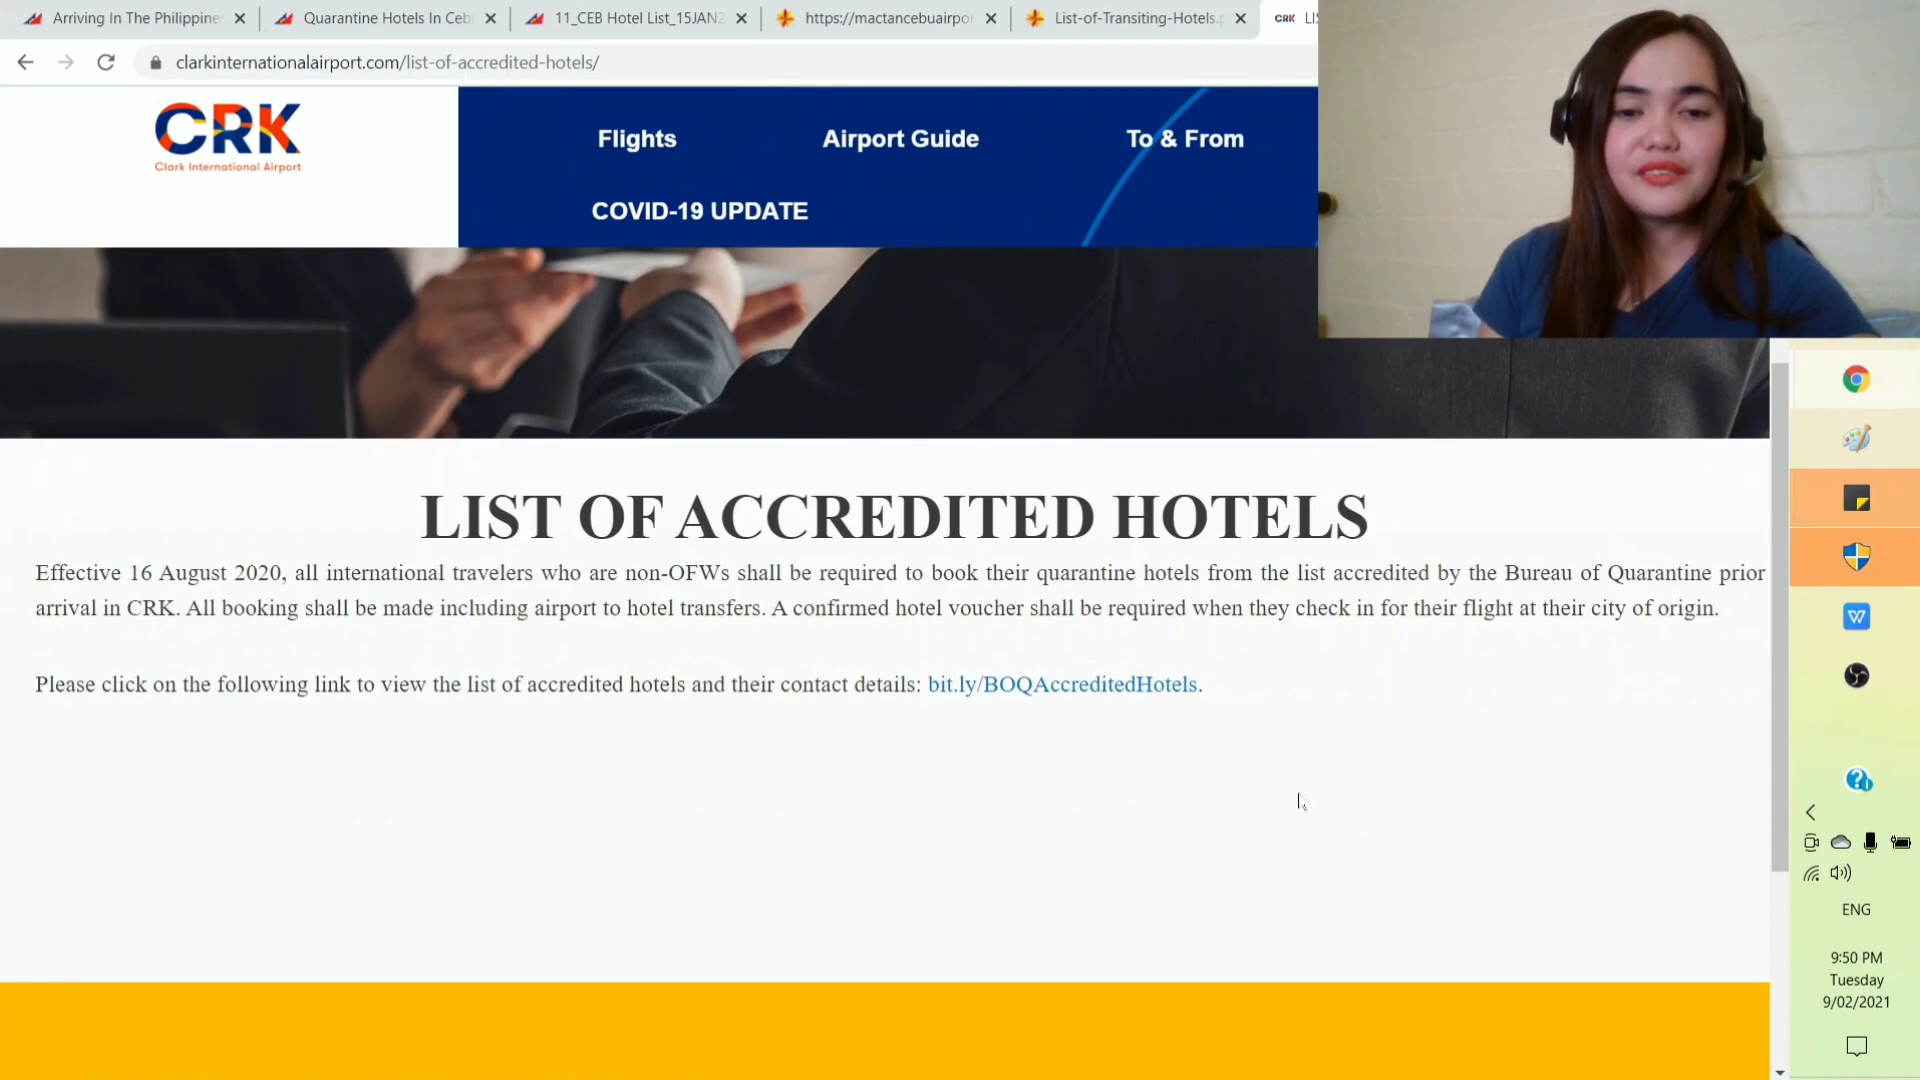 Arriving In The Philippine
Quarantine Hotels In Ceb
11_CEB Hotel List_15JAN2
https://mactancebuairpor
List-of-Transiting-Hotels.p
CRK
clarkinternationalairport.com/list-of-accredited-hotels/
CRK
Clark International Airport
Flights
Airport Guide
To & From
COVID-19 UPDATE
LIST OF ACCREDITED HOTELS
Effective 16 August 2020, all international travelers who are non-OFWs shall be required to book their quarantine hotels from the list accredited by the Bureau of Quarantine prior
arrival in CRK. All booking shall be made including airport to hotel transfers. A confirmed hotel voucher shall be required when they check in for their flight at their city of origin.
Please click on the following link to view the list of accredited hotels and their contact details: bit.ly/BOQAccreditedHotels.
ENG
9:50 PM
Tuesday
9/02/2021